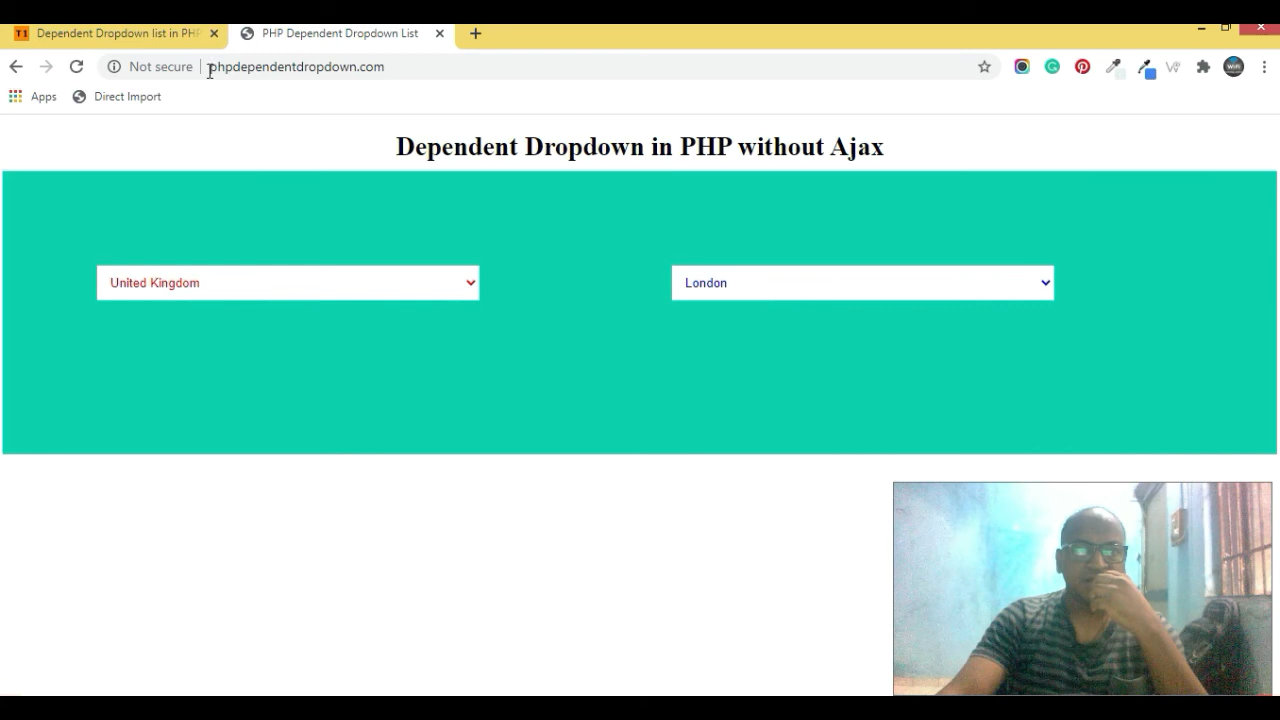 T1 Dependent Dropdown list in PHP
PHP Dependent Dropdown List
Not secure
phpdependentdropdown.com
Apps
Direct Import
Dependent Dropdown in PHP without Ajax
United Kingdom
London